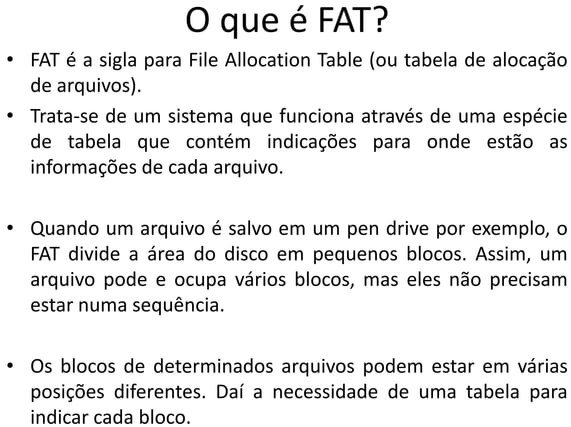 O que é FAT?
• FAT é a sigla para File Allocation Table (ou tabela de alocação
de arquivos).
• Trata-se de um sistema que funciona através de uma espécie
de tabela que contém indicações para onde estão as
informações de cada arquivo.
• Quando um arquivo é salvo em um pen drive por exemplo, o
FAT divide a área do disco em pequenos blocos. Assim, um
arquivo pode e ocupa vários blocos, mas eles não precisam
estar numa sequência.
• Os blocos de determinados arquivos podem estar em várias
posições diferentes. Daí a necessidade de uma tabela para
indicar cada bloco.